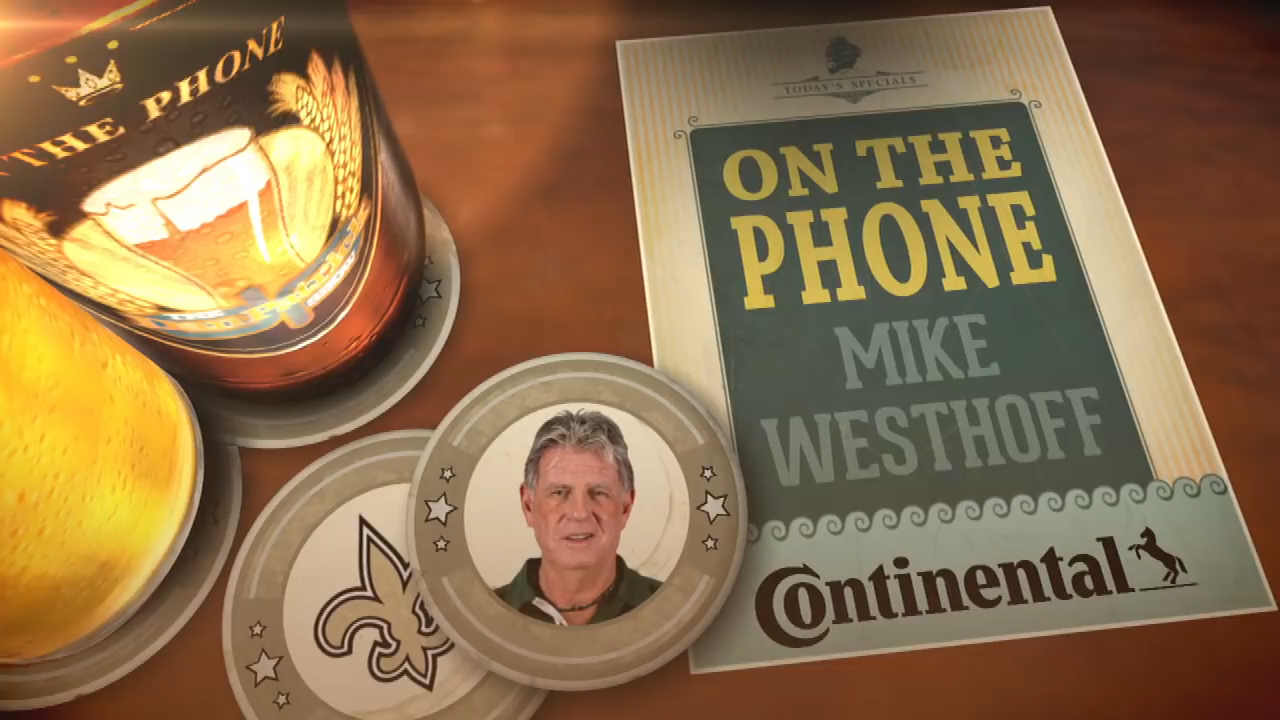 THE PHONE
TODAY'S SPECIALS
ON THE
PHONE
MIKE
WESTHOFF
Continental